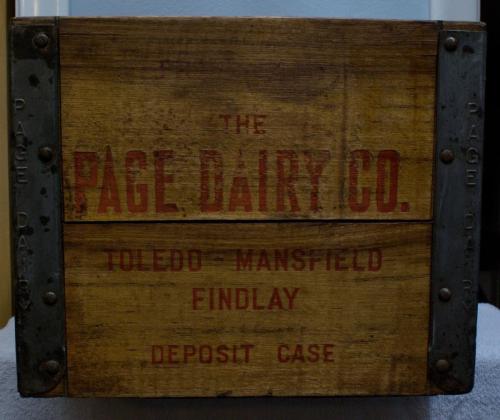 THE
PAGE DAIRY CO.
TOLEDO - MANSFIELD
FINDLAY
DEPOSIT CASE
PAGE DAIRY
PAGE DAIRY